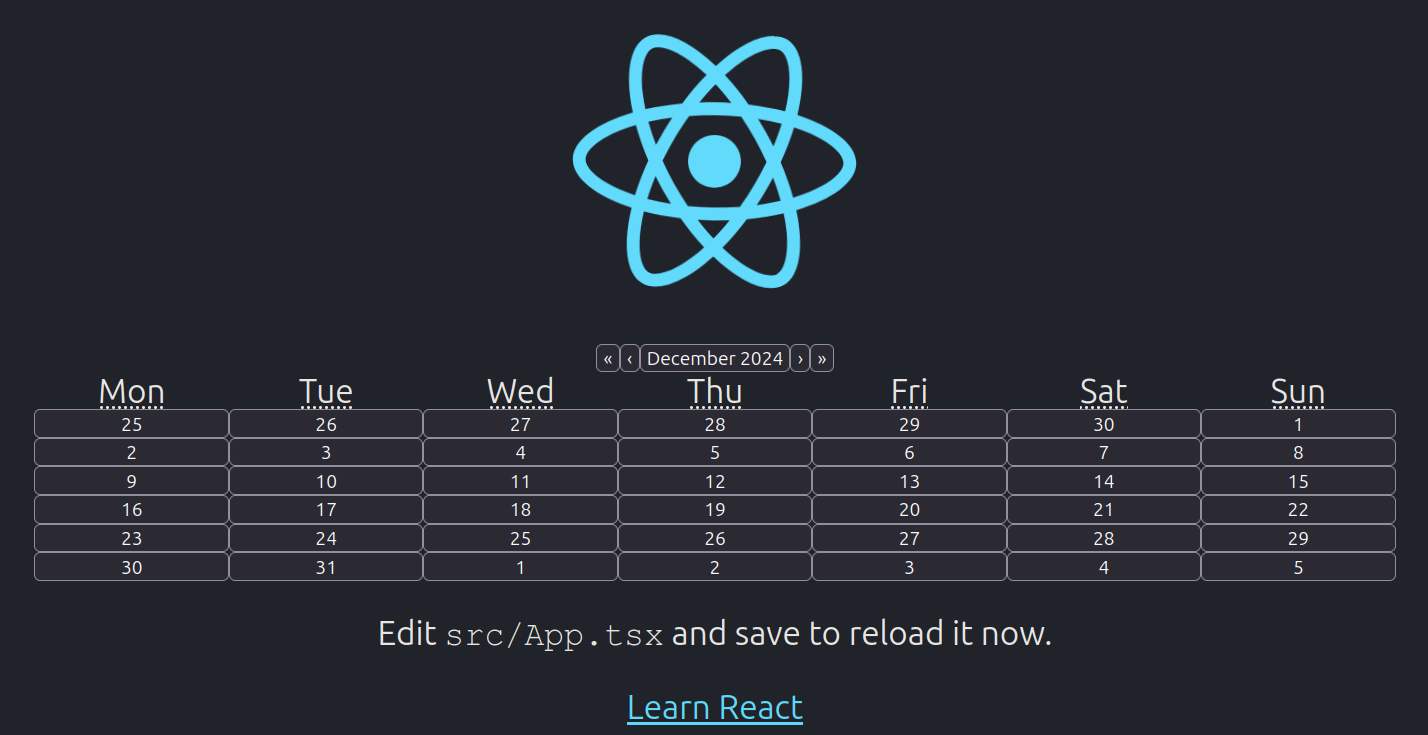 « ‹ December 2024 › »
Mon Tue Wed Thu Fri Sat Sun
25 26 27 28 29 30 1
2 3 4 5 6 7 8
9 10 11 12 13 14 15
16 17 18 19 20 21 22
23 24 25 26 27 28 29
30 31 1 2 3 4 5
Edit src/App.tsx and save to reload it now.
Learn React